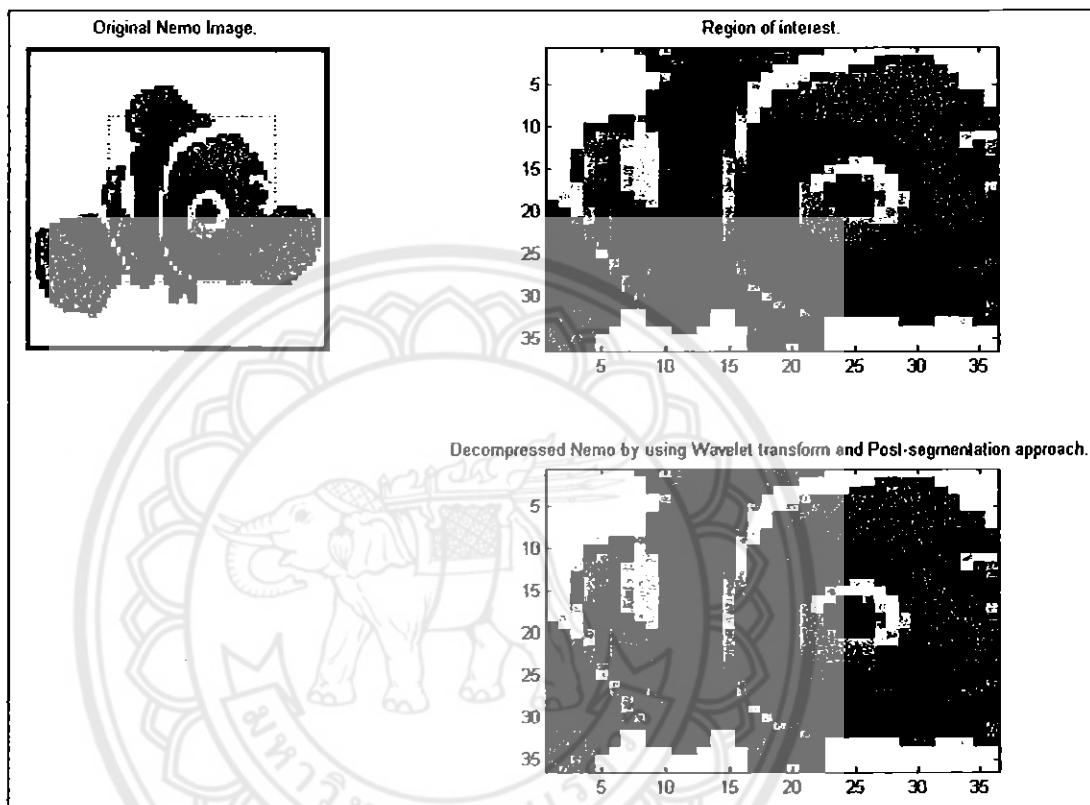 Original Nemo Image.
Region of interest.
5
10
15
20
25
30
35
5 10 15 20 25 30 35
Decompressed Nemo by using Wavelet transform and Post-segmentation approach.
5
10
15
20
25
30
35
5 10 15 20 25 30 35